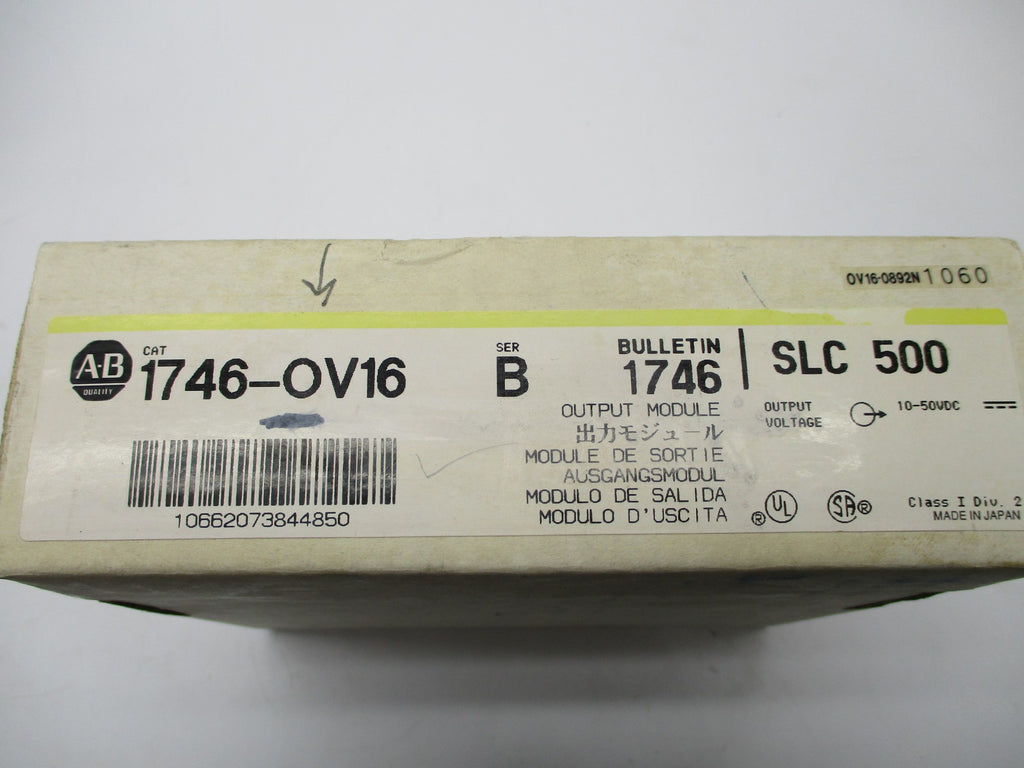 OV16-0892N 1060
A·B
QUALITY
CAT
1746-OV16
SER
B
BULLETIN
1746
SLC 500
OUTPUT MODULE
出力モジュール
MODULE DE SORTIE
AUSGANGSMODUL
MODULO DE SALIDA
MODULO D'USCITA
OUTPUT
VOLTAGE
10-50VDC
10662073844850
® UL
SA®
Class I Div. 2
MADE IN JAPAN